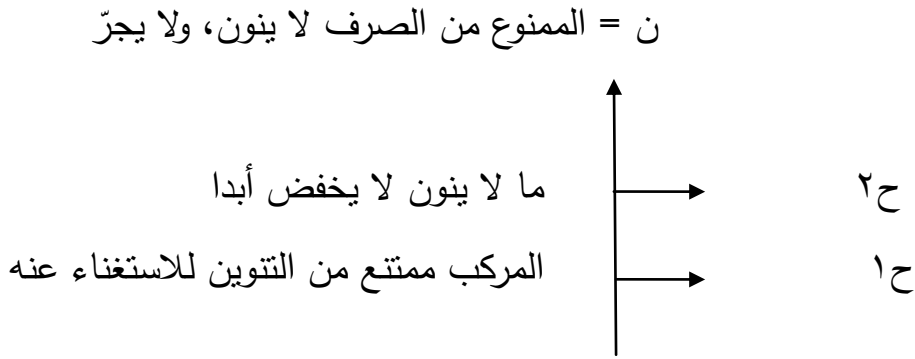 ن = الممنوع من الصرف لا ينون، ولا يجرّ
ح٢ ما لا ينون لا يخفض أبدا
ح١ المركب ممتنع من التنوين للاستغناء عنه